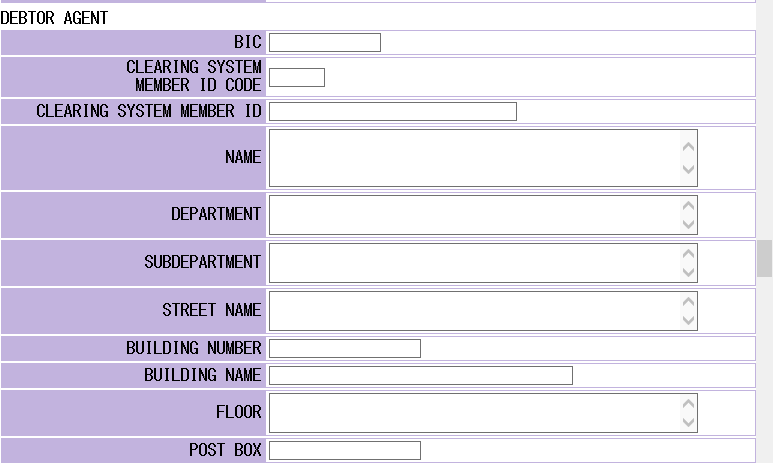 DEBTOR AGENT
BIC
CLEARING SYSTEM
MEMBER ID CODE
CLEARING SYSTEM MEMBER ID
NAME
DEPARTMENT
SUBDEPARTMENT
STREET NAME
BUILDING NUMBER
BUILDING NAME
FLOOR
POST BOX